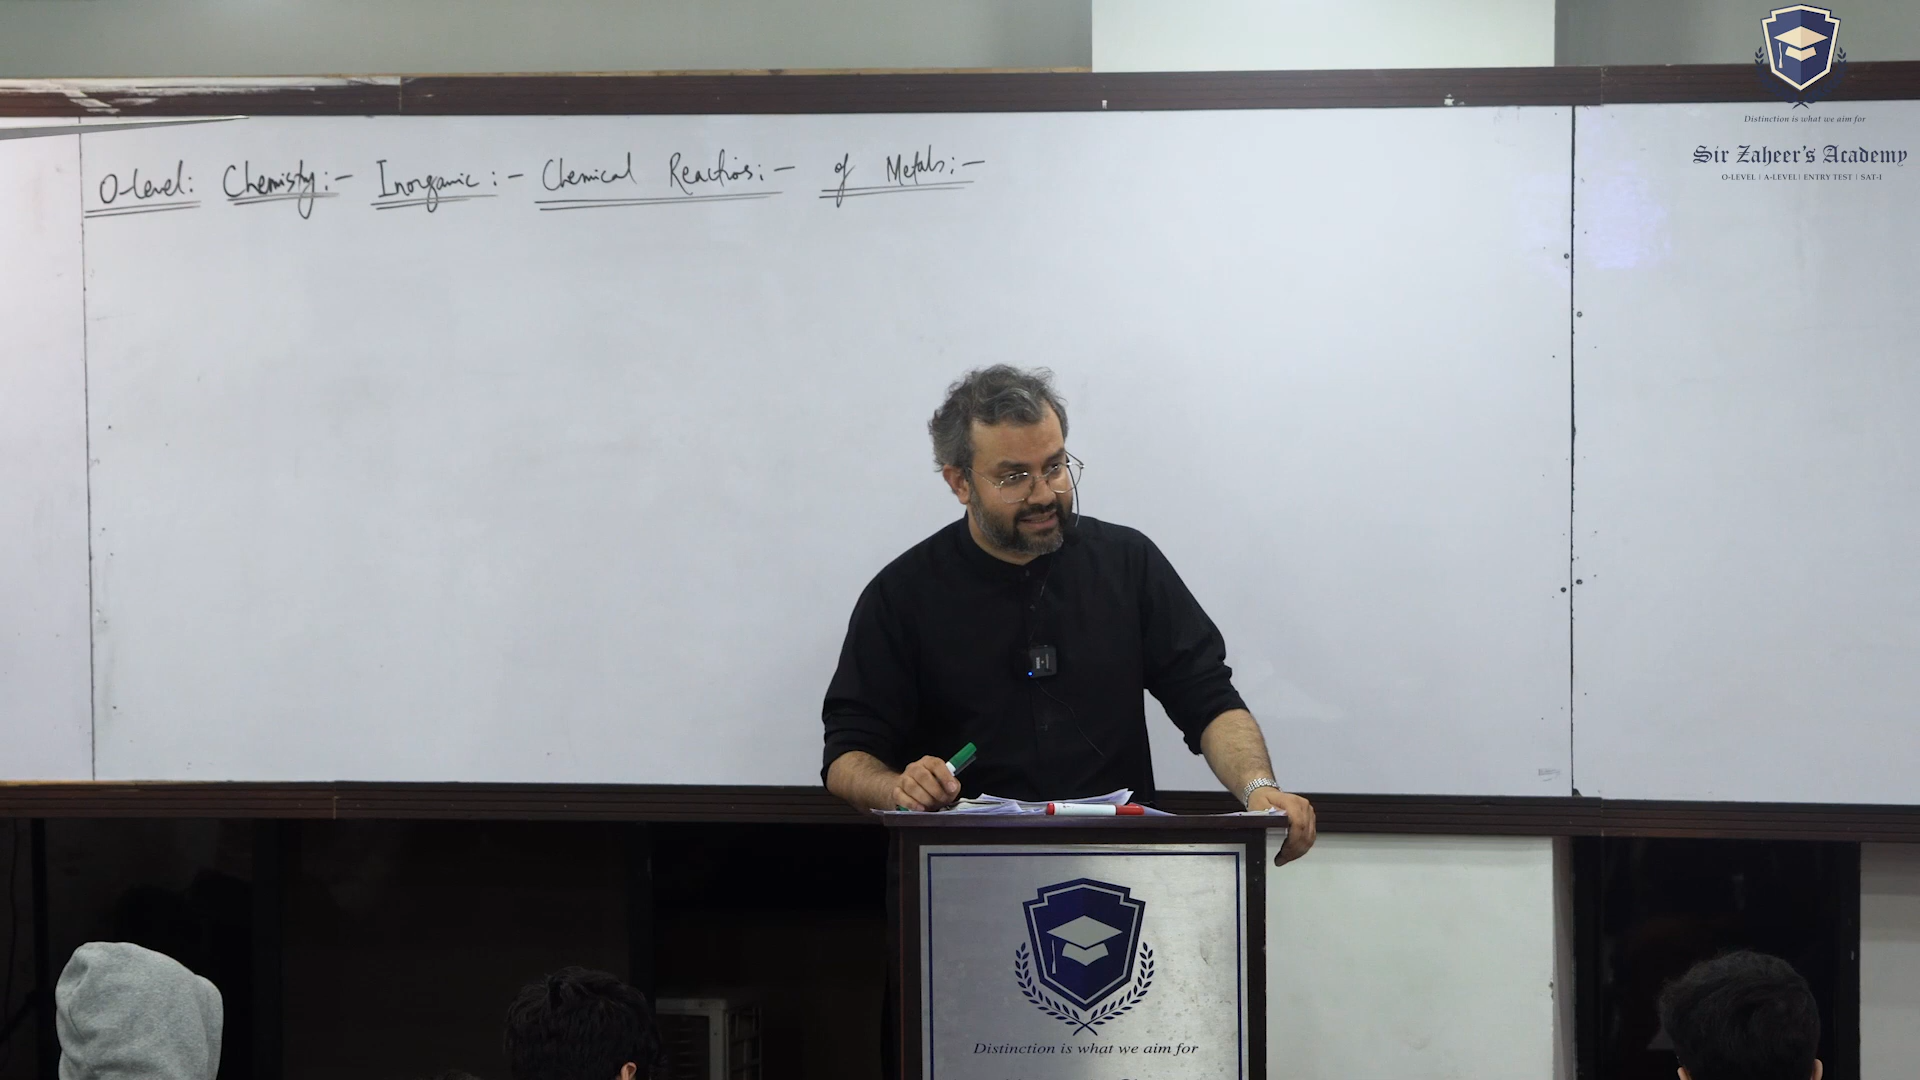 O-Level: Chemistry:- Inorganic:- Chemical Reactios:- of Metals:-
Distinction is what we aim for
Sir Zaheer's Academy
O-LEVEL | A-LEVEL | ENTRY TEST | SAT-I
Distinction is what we aim for